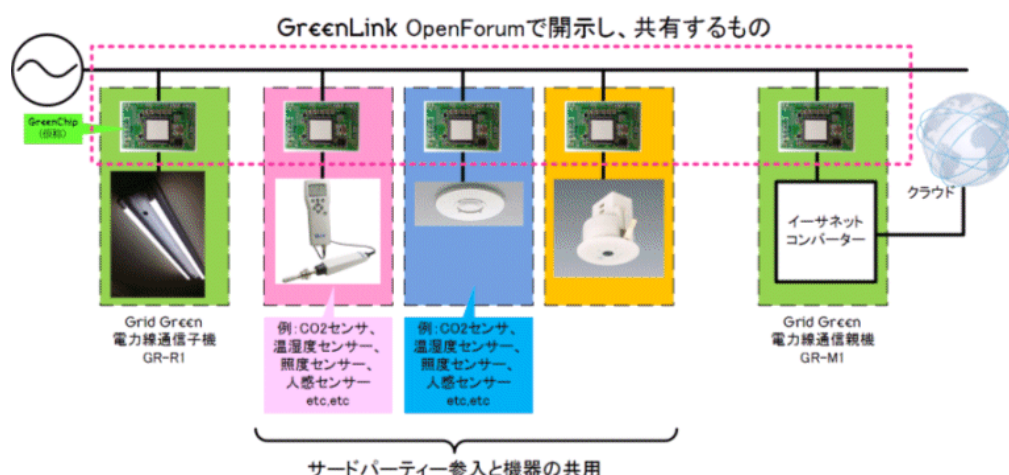 GrεεnLink OpenForumで開示し、共有するもの
GreenChip
(仮称)
クラウド
イーサネット
コンバーター
Grid Grεεn
電力線通信子機
GR-R1
例:CO2センサ、
温湿度センサー、
照度センサー、
人感センサー
etc,etc
例:CO2センサ、
温湿度センサー、
照度センサー、
人感センサー
etc,etc
Grid Grεεn
電力線通信親機
GR-M1
サードパーティー参入と機器の共用